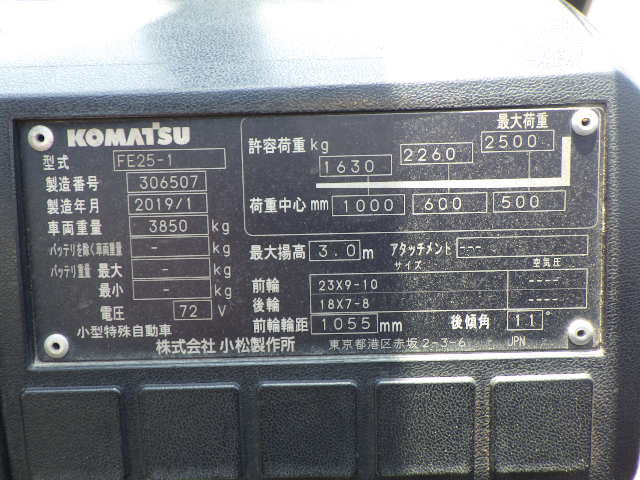 KOMATSU
型式 FE25-1
製造番号 306507
製造年月 2019/1
車両重量 3850 kg
バッテリを除く車両重量 - kg
バッテリ重量 最大 - kg
最小 - kg
電圧 72 V
小型特殊自動車
最大荷重
許容荷重 kg 1630 2260 2500
荷重中心 mm 1000 600 500
最大揚高 3.0 m アタッチメント ---
サイズ 空気圧
前輪 23X9-10 ----
後輪 18X7-8 ----
前輪輪距 1055 mm 後傾角 11°
株式会社 小松製作所 東京都港区赤坂2-3-6 JPN